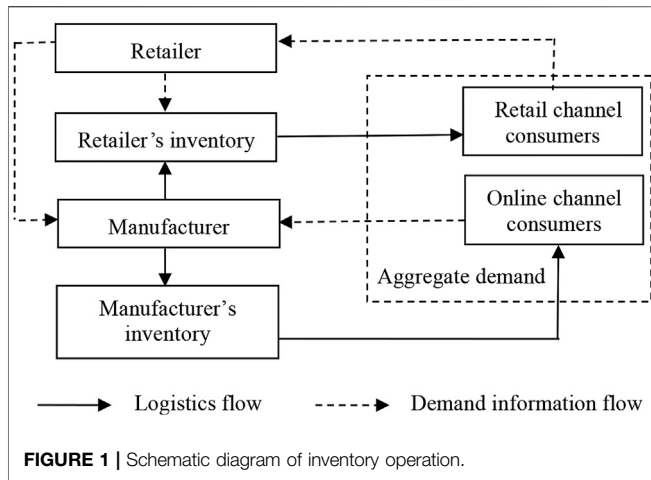 Retailer
Retailer's inventory
Manufacturer
Manufacturer's
inventory
Retail channel
consumers
Online channel
consumers
Aggregate demand
Logistics flow
Demand information flow
FIGURE 1 | Schematic diagram of inventory operation.